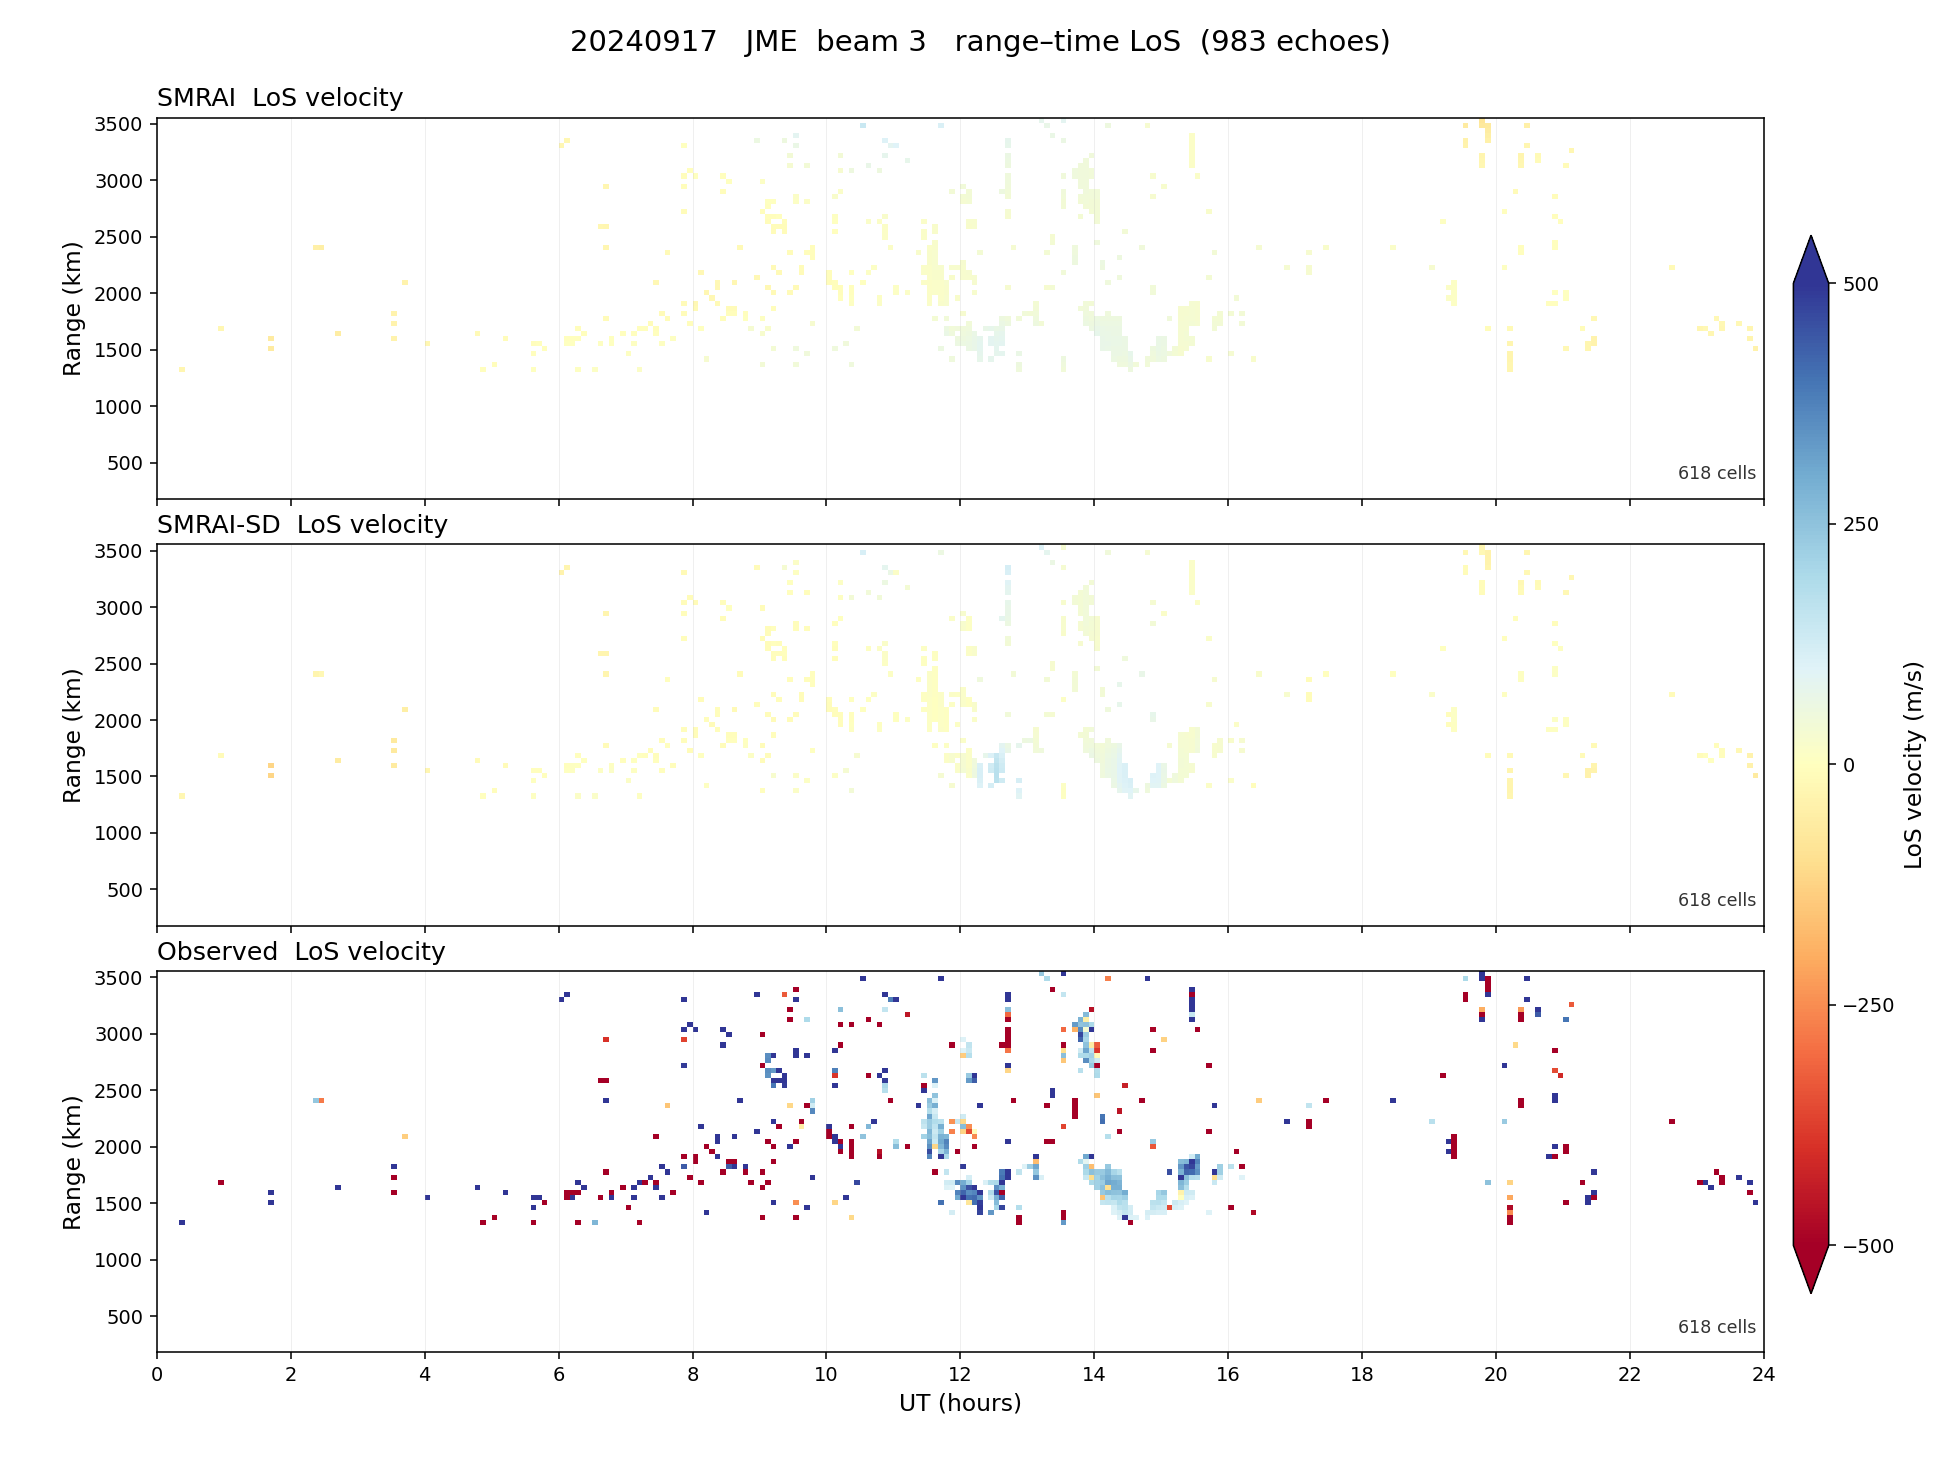 20240917   JME  beam 3   range–time LoS  (983 echoes)
SMRAI  LoS velocity
3500
3000
2500
2000
1500
1000
500
Range (km)
618 cells
SMRAI-SD  LoS velocity
3500
3000
2500
2000
1500
1000
500
Range (km)
618 cells
Observed  LoS velocity
3500
3000
2500
2000
1500
1000
500
Range (km)
618 cells
0 2 4 6 8 10 12 14 16 18 20 22 24
UT (hours)
500
250
0
−250
−500
LoS velocity (m/s)